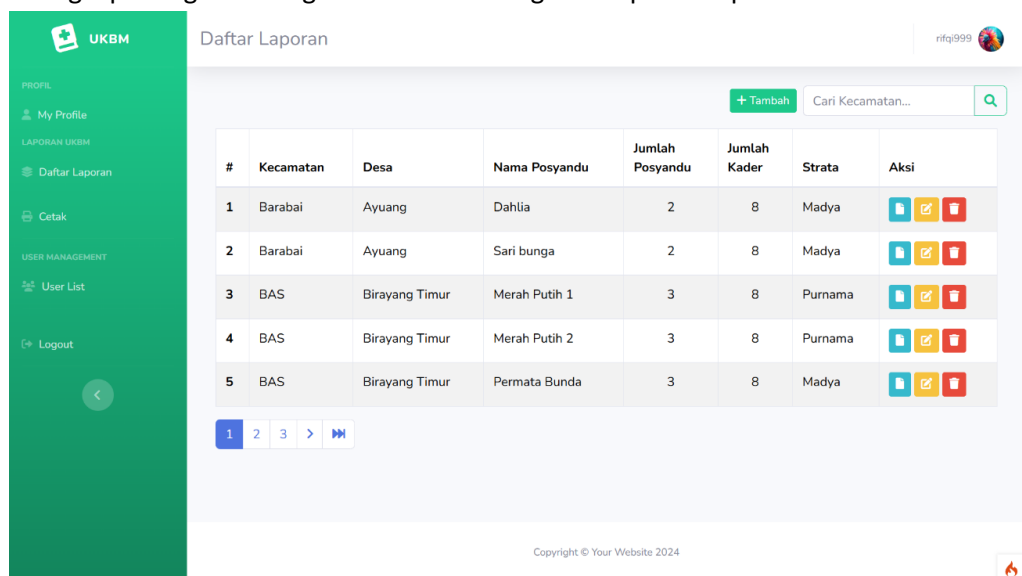 UKBM
Daftar Laporan
rifqi999
PROFIL
My Profile
LAPORAN UKBM
Daftar Laporan
Cetak
USER MANAGEMENT
User List
Logout
+ Tambah
Cari Kecamatan...
# Kecamatan Desa Nama Posyandu Jumlah Posyandu Jumlah Kader Strata Aksi
1 Barabai Ayuang Dahlia 2 8 Madya
2 Barabai Ayuang Sari bunga 2 8 Madya
3 BAS Birayang Timur Merah Putih 1 3 8 Purnama
4 BAS Birayang Timur Merah Putih 2 3 8 Purnama
5 BAS Birayang Timur Permata Bunda 3 8 Madya
1 2 3
Copyright © Your Website 2024